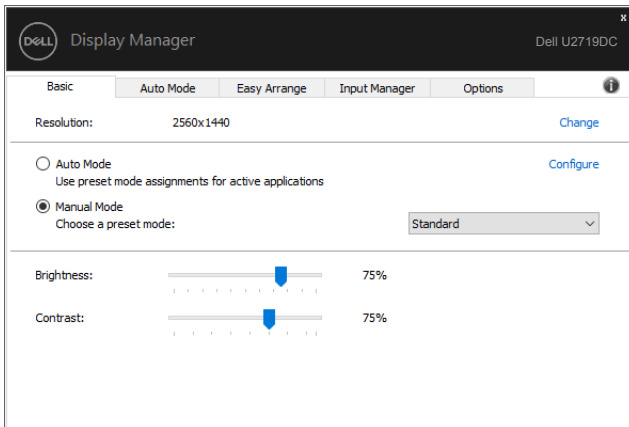 x
DELL Display Manager Dell U2719DC
Basic Auto Mode Easy Arrange Input Manager Options i
Resolution: 2560x1440 Change
Auto Mode Configure
Use preset mode assignments for active applications
Manual Mode
Choose a preset mode: Standard
Brightness: 75%
Contrast: 75%